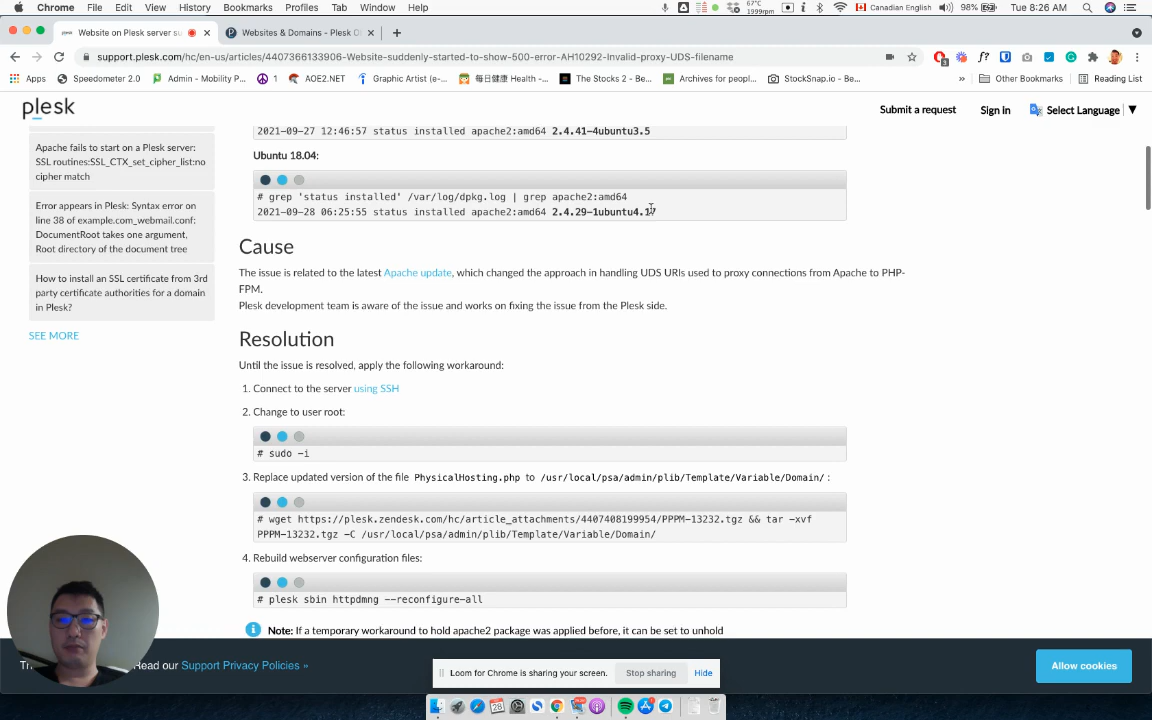 Chrome File Edit View History Bookmarks Profiles Tab Window Help
67°C
1999rpm
Canadian English
98%
Tue 8:26 AM
Website on Plesk server su
Websites & Domains - Plesk O
support.plesk.com/hc/en-us/articles/4407366133906-Website-suddenly-started-to-show-500-error-AH10292-Invalid-proxy-UDS-filename
Apps Speedometer 2.0 Admin - Mobility P... 1 AOE2.NET Graphic Artist (e-... 每日健康 Health -... The Stocks 2 - Be... Archives for peopl... StockSnap.io - Be... » Other Bookmarks Reading List
plesk
Submit a request Sign in Select Language ▼
Apache fails to start on a Plesk server:
SSL routines:SSL_CTX_set_cipher_list:no
cipher match
Error appears in Plesk: Syntax error on
line 38 of example.com_webmail.conf:
DocumentRoot takes one argument,
Root directory of the document tree
How to install an SSL certificate from 3rd
party certificate authorities for a domain
in Plesk?
SEE MORE
2021-09-27 12:46:57 status installed apache2:amd64 2.4.41-4ubuntu3.5
Ubuntu 18.04:
# grep 'status installed' /var/log/dpkg.log | grep apache2:amd64
2021-09-28 06:25:55 status installed apache2:amd64 2.4.29-1ubuntu4.17
Cause
The issue is related to the latest Apache update, which changed the approach in handling UDS URIs used to proxy connections from Apache to PHP-
FPM.
Plesk development team is aware of the issue and works on fixing the issue from the Plesk side.
Resolution
Until the issue is resolved, apply the following workaround:
1. Connect to the server using SSH
2. Change to user root:
# sudo -i
3. Replace updated version of the file PhysicalHosting.php to /usr/local/psa/admin/plib/Template/Variable/Domain/ :
# wget https://plesk.zendesk.com/hc/article_attachments/4407408199954/PPPM-13232.tgz && tar -xvf
PPPM-13232.tgz -C /usr/local/psa/admin/plib/Template/Variable/Domain/
4. Rebuild webserver configuration files:
# plesk sbin httpdmng --reconfigure-all
Note: If a temporary workaround to hold apache2 package was applied before, it can be set to unhold
Read our Support Privacy Policies »
Allow cookies
Loom for Chrome is sharing your screen. Stop sharing Hide